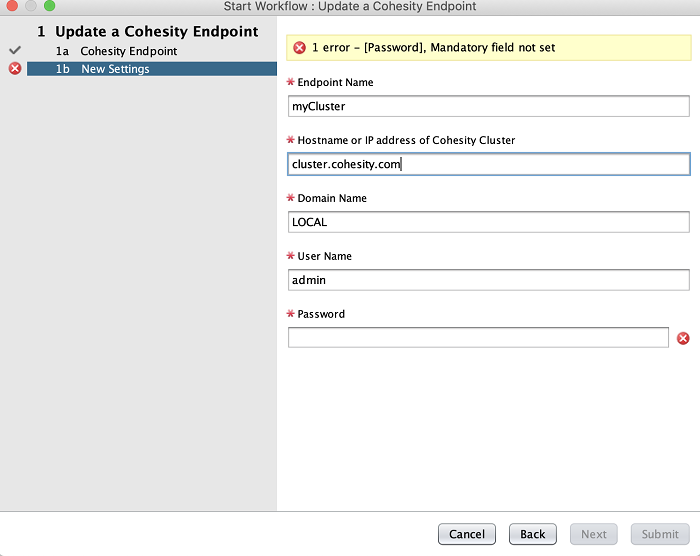 Start Workflow : Update a Cohesity Endpoint
1 Update a Cohesity Endpoint
1a Cohesity Endpoint
1b New Settings
1 error - [Password], Mandatory field not set
* Endpoint Name
myCluster
* Hostname or IP address of Cohesity Cluster
cluster.cohesity.com
* Domain Name
LOCAL
* User Name
admin
* Password
Cancel Back Next Submit